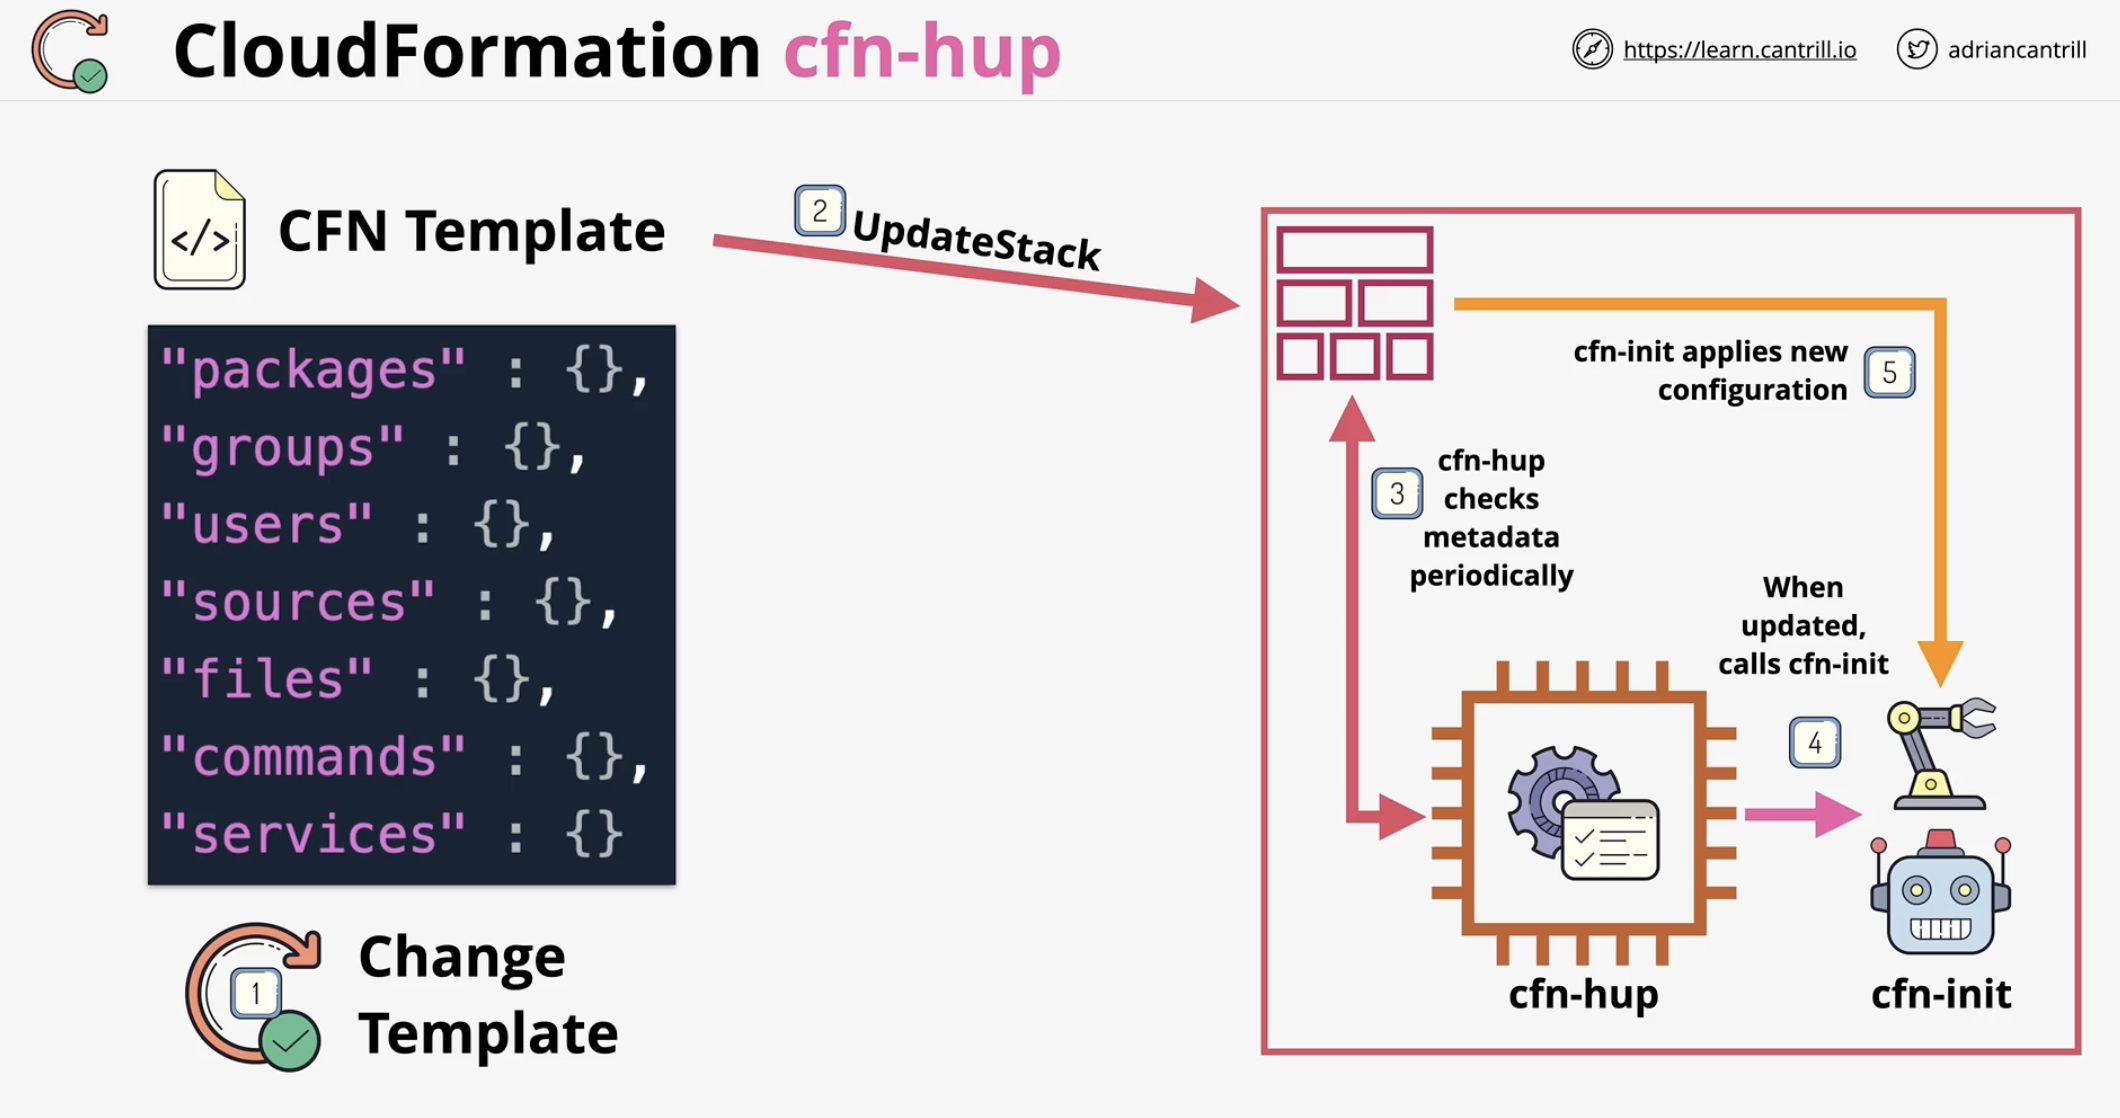 CloudFormation cfn-hup
https://learn.cantrill.io
adriancantrill
</>
CFN Template
2
UpdateStack
"packages" : {},
"groups" : {},
"users" : {},
"sources" : {},
"files" : {},
"commands" : {},
"services" : {}
1
Change
Template
3
cfn-hup
checks
metadata
periodically
When
updated,
calls cfn-init
4
cfn-init applies new
configuration
5
cfn-hup
cfn-init